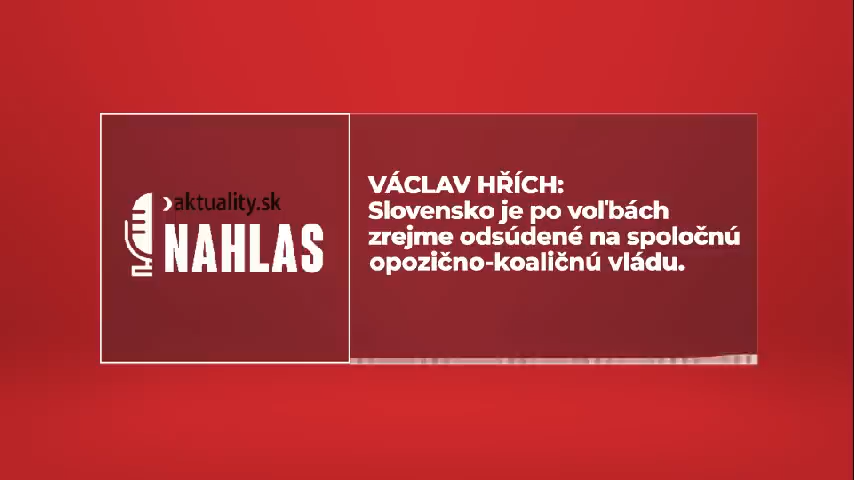 aktuality.sk
NAHLAS
VÁCLAV HŘÍCH:
Slovensko je po voľbách
zrejme odsúdené na spoločnú
opozično-koaličnú vládu.